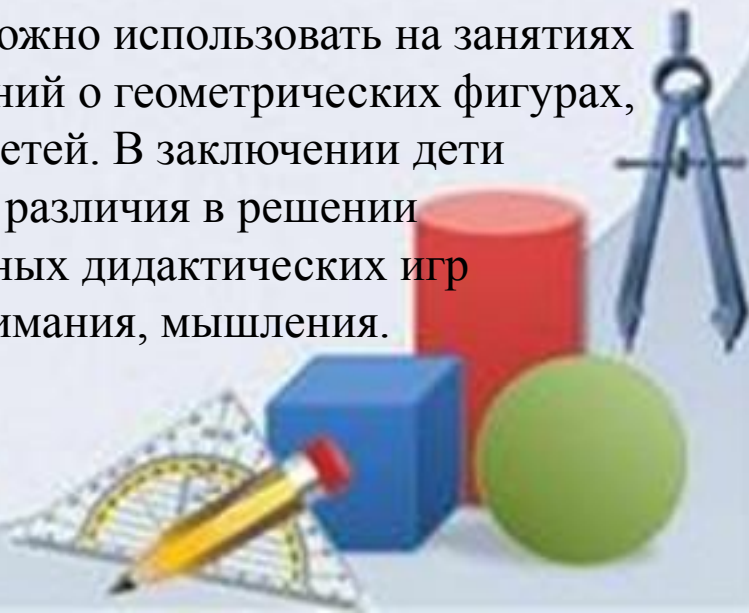 ожно использовать на занятиях
ний о геометрических фигурах,
етей. В заключении дети
различия в решении
ных дидактических игр
имания, мышления.